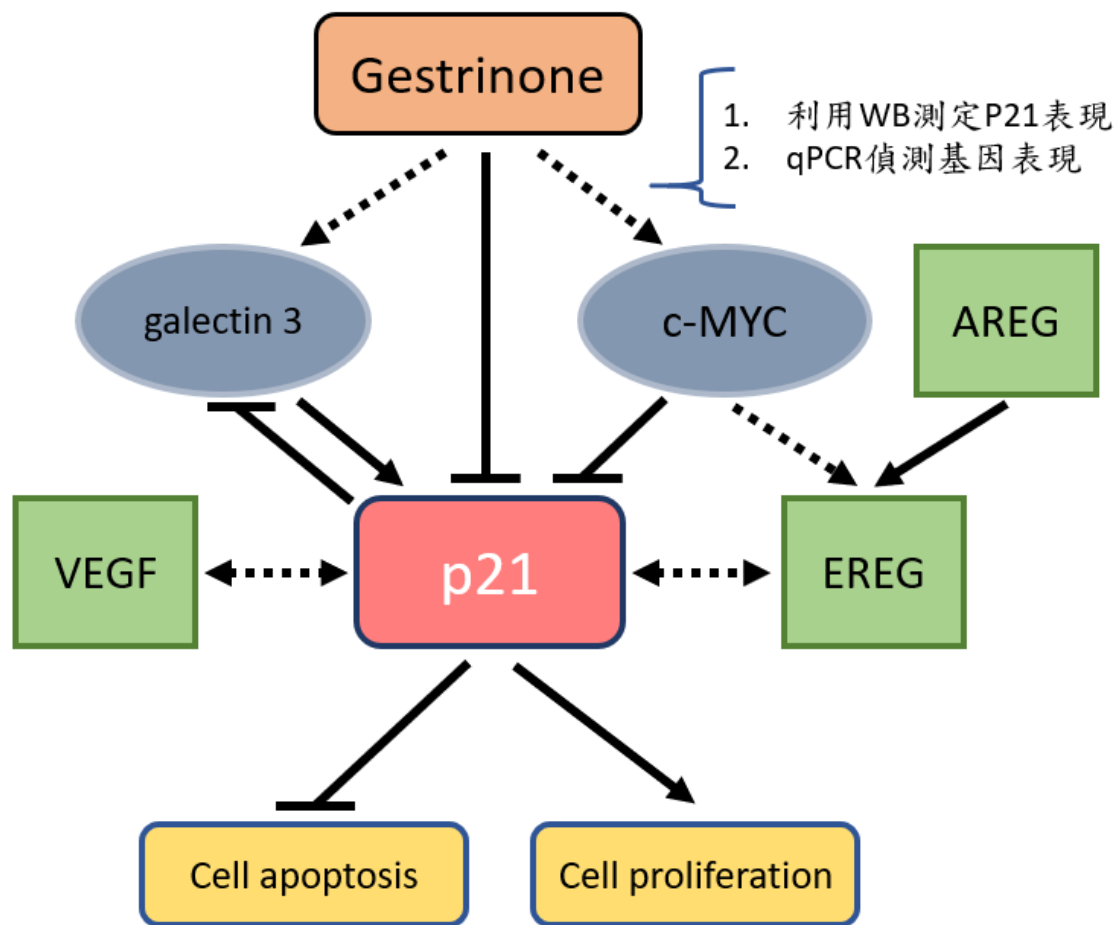 Gestrinone
1. 利用WB測定P21表現
2. qPCR偵測基因表現
galectin 3
c-MYC
AREG
VEGF
p21
EREG
Cell apoptosis
Cell proliferation